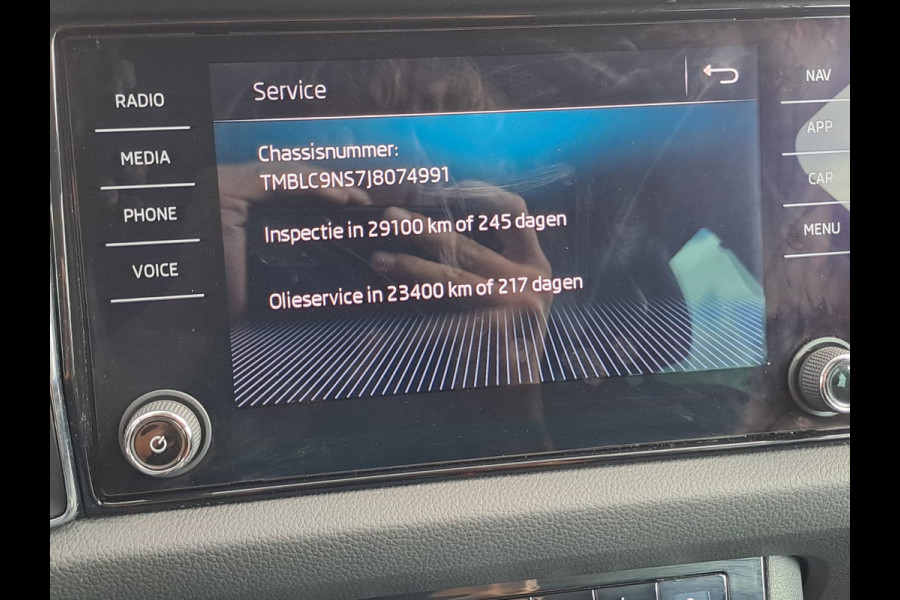 RADIO
MEDIA
PHONE
VOICE
Service
Chassisnummer:
TMBLC9NS7J8074991
Inspectie in 29100 km of 245 dagen
Olieservice in 23400 km of 217 dagen
NAV
APP
CAR
MENU